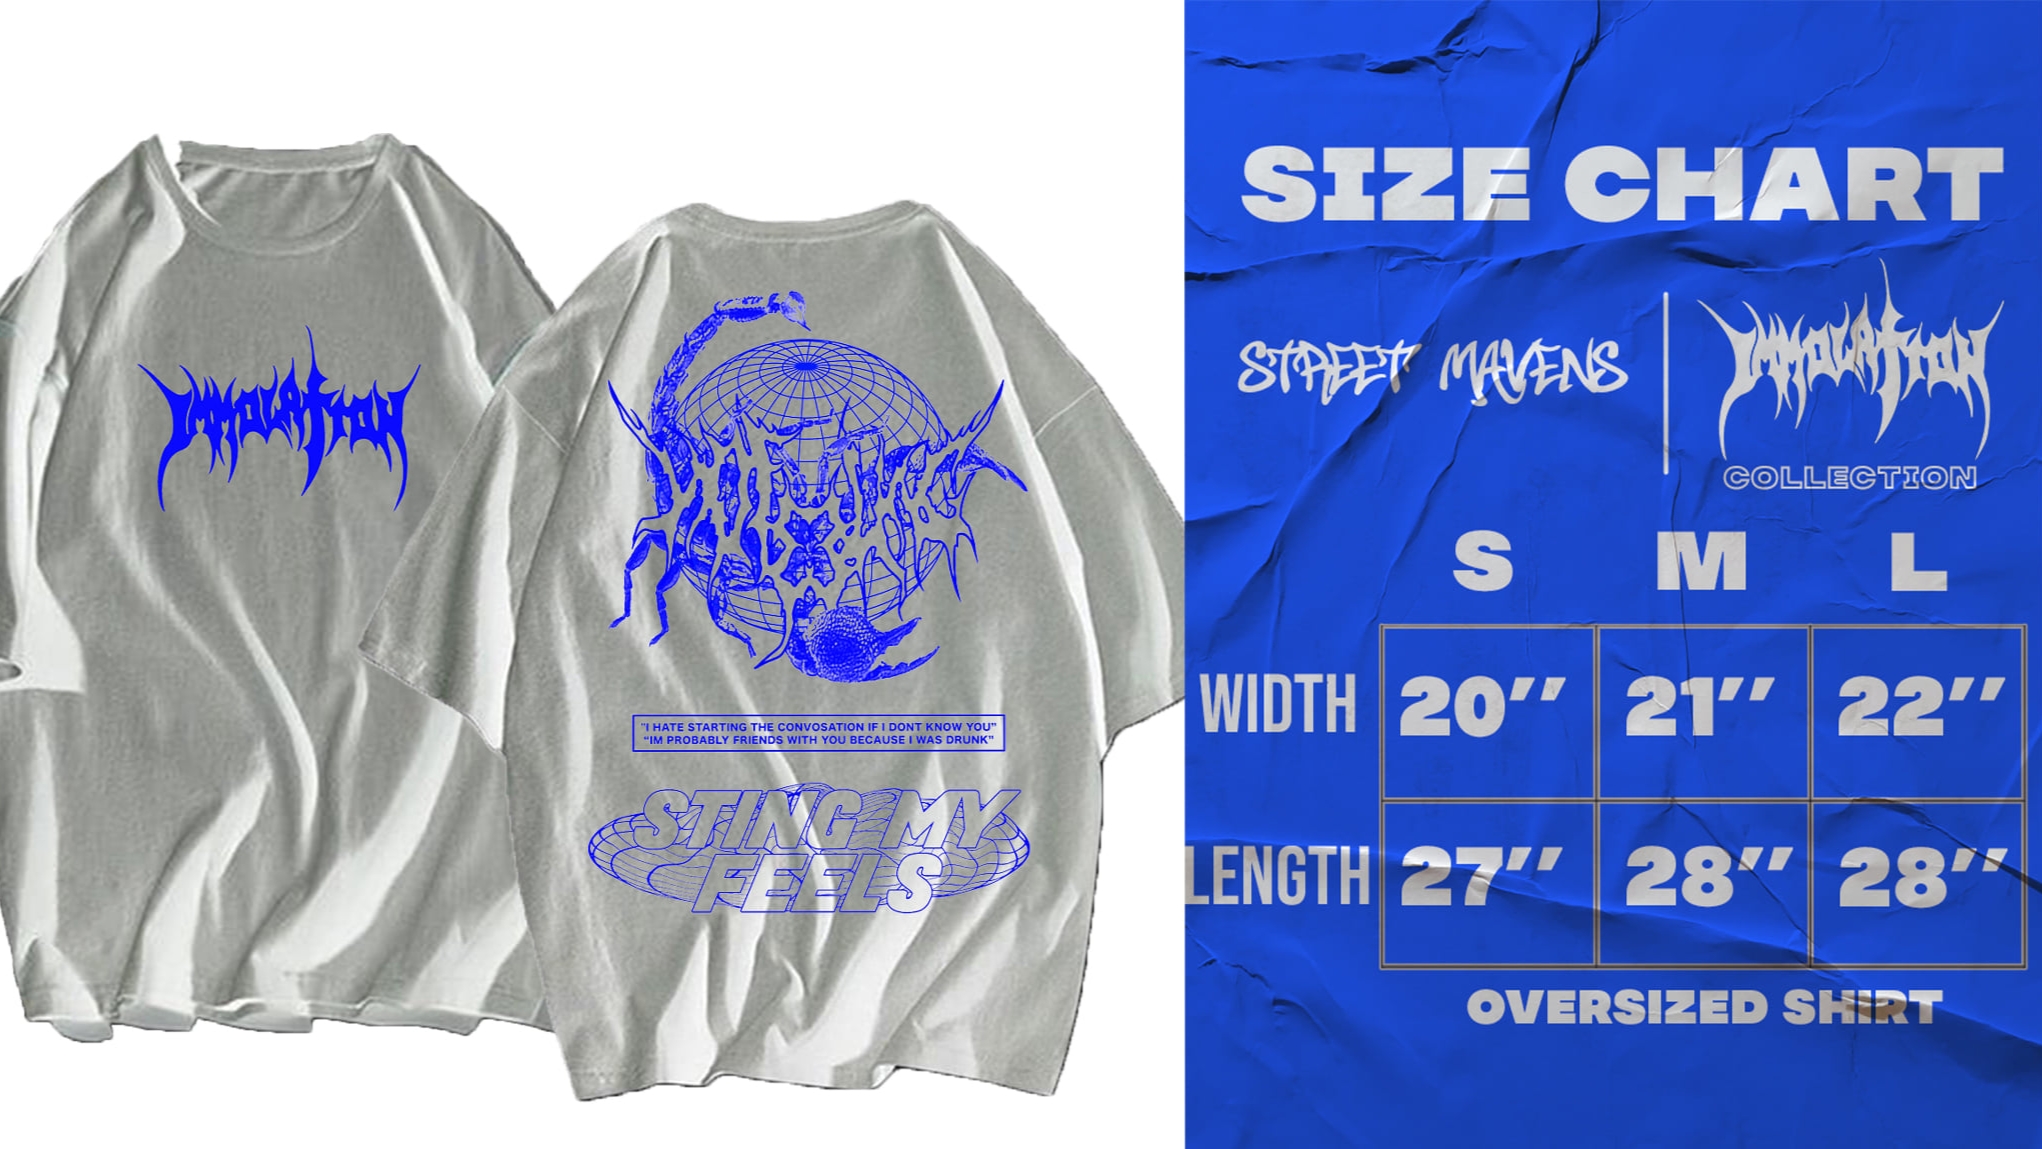 IMMOLATION
"I HATE STARTING THE CONVOSATION IF I DONT KNOW YOU"
"IM PROBABLY FRIENDS WITH YOU BECAUSE I WAS DRUNK"
STING MY
FEELS
SIZE CHART
STREET MAVENS
IMMOLATION
COLLECTION
S M L
WIDTH 20'' 21'' 22''
LENGTH 27'' 28'' 28''
OVERSIZED SHIRT